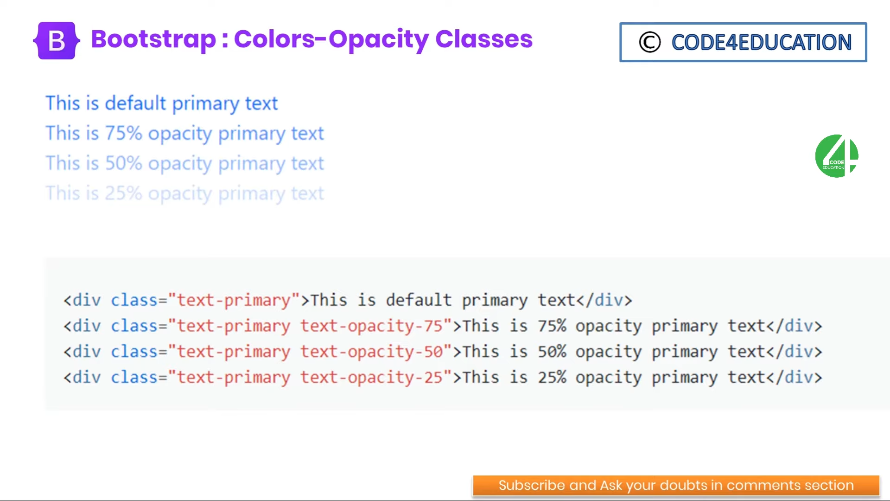 B Bootstrap : Colors-Opacity Classes
© CODE4EDUCATION
This is default primary text
This is 75% opacity primary text
This is 50% opacity primary text
This is 25% opacity primary text
4
CODE
EDUCATION
<div class="text-primary">This is default primary text</div>
<div class="text-primary text-opacity-75">This is 75% opacity primary text</div>
<div class="text-primary text-opacity-50">This is 50% opacity primary text</div>
<div class="text-primary text-opacity-25">This is 25% opacity primary text</div>
Subscribe and Ask your doubts in comments section